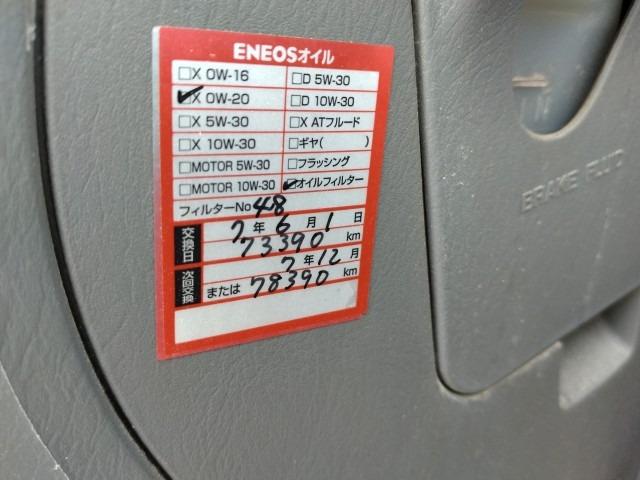 ENEOSオイル
□X 0W-16 □D 5W-30
☑X 0W-20 □D 10W-30
□X 5W-30 □X ATフルード
□X 10W-30 □ギヤ( )
□MOTOR 5W-30 □フラッシング
□MOTOR 10W-30 ☑オイルフィルター
フィルターNo 48
交換日 7年 6月 1日
73390 km
次回交換 7年 12月
または 78390 km
BRAKE FLUID